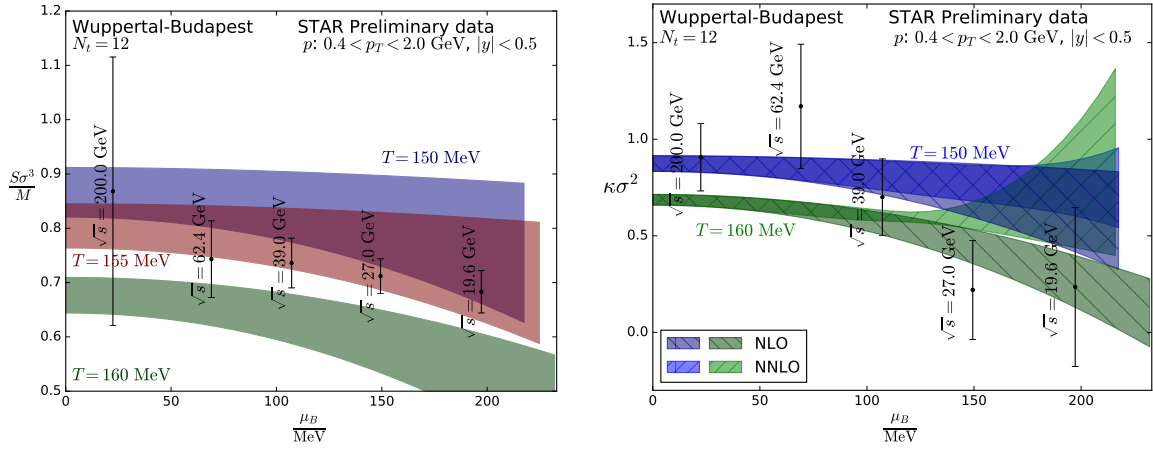 Wuppertal-Budapest
STAR Preliminary data
N_t = 12
p: 0.4 < p_T < 2.0 GeV, |y| < 0.5
1.2
1.1
1.0
0.9
0.8
0.7
0.6
0.5
Sσ³/M
√s = 200.0 GeV
√s = 62.4 GeV
√s = 39.0 GeV
√s = 27.0 GeV
√s = 19.6 GeV
T = 150 MeV
T = 155 MeV
T = 160 MeV
0 50 100 150 200
μ_B/MeV
Wuppertal-Budapest
STAR Preliminary data
N_t = 12
p: 0.4 < p_T < 2.0 GeV, |y| < 0.5
1.5
1.0
0.5
0.0
κσ²
√s = 200.0 GeV
√s = 62.4 GeV
√s = 39.0 GeV
√s = 27.0 GeV
√s = 19.6 GeV
T = 150 MeV
T = 160 MeV
NLO
NNLO
0 50 100 150 200
μ_B/MeV